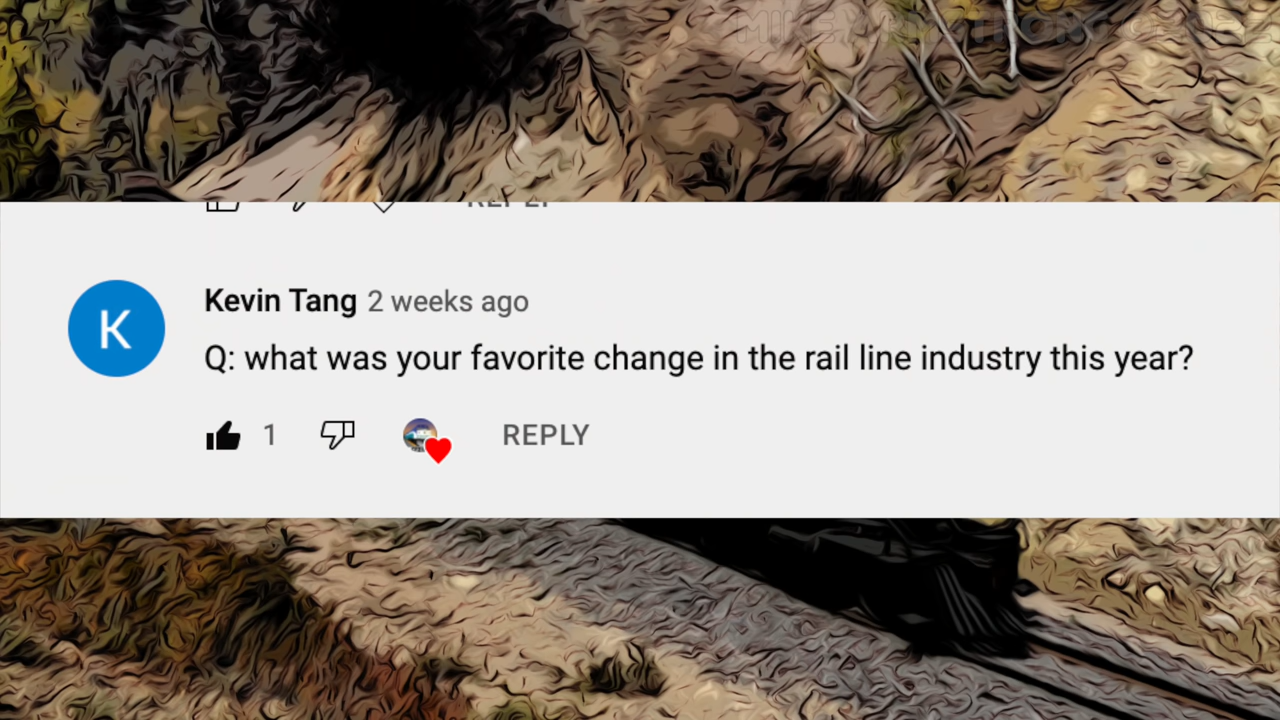 REPLY
K
Kevin Tang 2 weeks ago
Q: what was your favorite change in the rail line industry this year?
1
REPLY